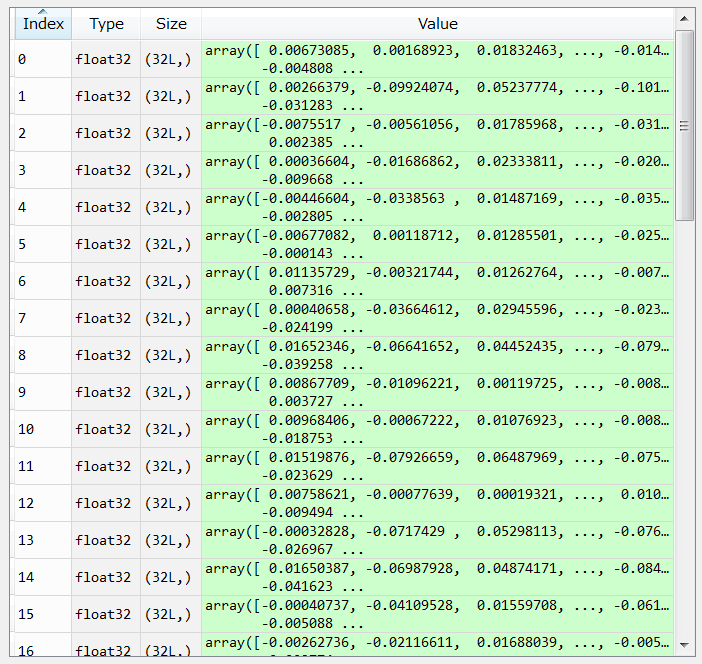 Index Type Size Value
0 float32 (32L,) array([ 0.00673085, 0.00168923, 0.01832463, ..., -0.014…
-0.004808 ...
1 float32 (32L,) array([ 0.00266379, -0.09924074, 0.05237774, ..., -0.101…
-0.031283 ...
2 float32 (32L,) array([-0.0075517 , -0.00561056, 0.01785968, ..., -0.031…
0.002385 ...
3 float32 (32L,) array([ 0.00036604, -0.01686862, 0.02333811, ..., -0.020…
-0.009668 ...
4 float32 (32L,) array([-0.00446604, -0.0338563 , 0.01487169, ..., -0.035…
-0.002805 ...
5 float32 (32L,) array([-0.00677082, 0.00118712, 0.01285501, ..., -0.025…
-0.000143 ...
6 float32 (32L,) array([ 0.01135729, -0.00321744, 0.01262764, ..., -0.007…
0.007316 ...
7 float32 (32L,) array([ 0.00040658, -0.03664612, 0.02945596, ..., -0.023…
-0.024199 ...
8 float32 (32L,) array([ 0.01652346, -0.06641652, 0.04452435, ..., -0.079…
-0.039258 ...
9 float32 (32L,) array([ 0.00867709, -0.01096221, 0.00119725, ..., -0.008…
0.003727 ...
10 float32 (32L,) array([ 0.00968406, -0.00067222, 0.01076923, ..., -0.008…
-0.018753 ...
11 float32 (32L,) array([ 0.01519876, -0.07926659, 0.06487969, ..., -0.075…
-0.023629 ...
12 float32 (32L,) array([ 0.00758621, -0.00077639, 0.00019321, ..., 0.010…
-0.009494 ...
13 float32 (32L,) array([-0.00032828, -0.0717429 , 0.05298113, ..., -0.076…
-0.026967 ...
14 float32 (32L,) array([ 0.01650387, -0.06987928, 0.04874171, ..., -0.084…
-0.041623 ...
15 float32 (32L,) array([-0.00040737, -0.04109528, 0.01559708, ..., -0.061…
-0.005088 ...
16 float32 (32L,) array([-0.00262736, -0.02116611, 0.01688039, ..., -0.005…